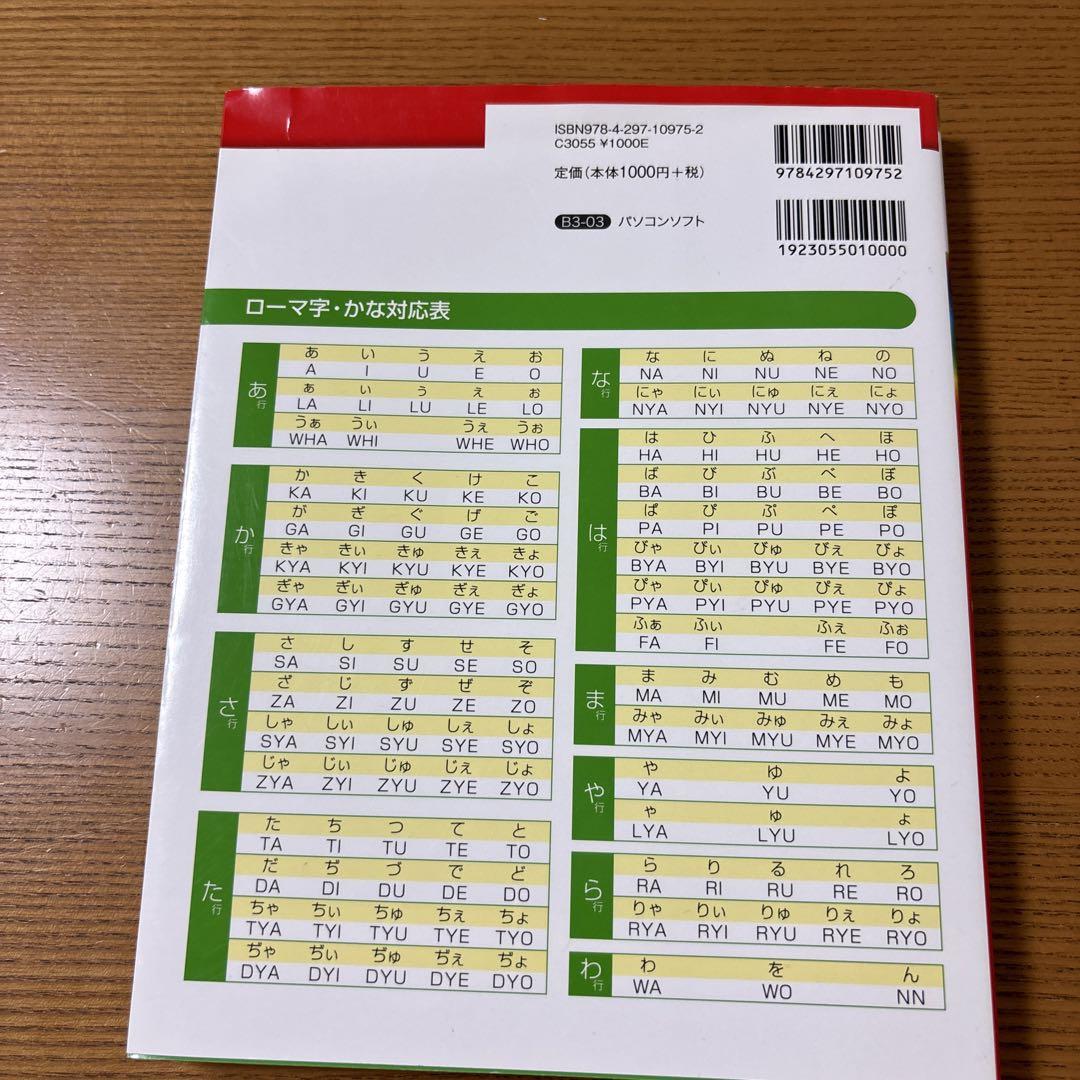 ISBN978-4-297-10975-2
C3055 ¥1000E
定価(本体1000円+税)
9784297109752
B3-03 パソコンソフト
1923055010000
ローマ字・かな対応表
あ行
あ い う え お
A I U E O
ぁ ぃ ぅ ぇ ぉ
LA LI LU LE LO
うぁ うぃ うぇ うぉ
WHA WHI WHE WHO
か行
か き く け こ
KA KI KU KE KO
が ぎ ぐ げ ご
GA GI GU GE GO
きゃ きぃ きゅ きぇ きょ
KYA KYI KYU KYE KYO
ぎゃ ぎぃ ぎゅ ぎぇ ぎょ
GYA GYI GYU GYE GYO
さ行
さ し す せ そ
SA SI SU SE SO
ざ じ ず ぜ ぞ
ZA ZI ZU ZE ZO
しゃ しぃ しゅ しぇ しょ
SYA SYI SYU SYE SYO
じゃ じぃ じゅ じぇ じょ
ZYA ZYI ZYU ZYE ZYO
た行
た ち つ て と
TA TI TU TE TO
だ ぢ づ で ど
DA DI DU DE DO
ちゃ ちぃ ちゅ ちぇ ちょ
TYA TYI TYU TYE TYO
ぢゃ ぢぃ ぢゅ ぢぇ ぢょ
DYA DYI DYU DYE DYO
な行
な に ぬ ね の
NA NI NU NE NO
にゃ にぃ にゅ にぇ にょ
NYA NYI NYU NYE NYO
は行
は ひ ふ へ ほ
HA HI HU HE HO
ば び ぶ べ ぼ
BA BI BU BE BO
ぱ ぴ ぷ ぺ ぽ
PA PI PU PE PO
びゃ びぃ びゅ びぇ びょ
BYA BYI BYU BYE BYO
ぴゃ ぴぃ ぴゅ ぴぇ ぴょ
PYA PYI PYU PYE PYO
ふぁ ふぃ ふぇ ふぉ
FA FI FE FO
ま行
ま み む め も
MA MI MU ME MO
みゃ みぃ みゅ みぇ みょ
MYA MYI MYU MYE MYO
や行
や ゆ よ
YA YU YO
ゃ ゅ ょ
LYA LYU LYO
ら行
ら り る れ ろ
RA RI RU RE RO
りゃ りぃ りゅ りぇ りょ
RYA RYI RYU RYE RYO
わ行
わ を ん
WA WO NN